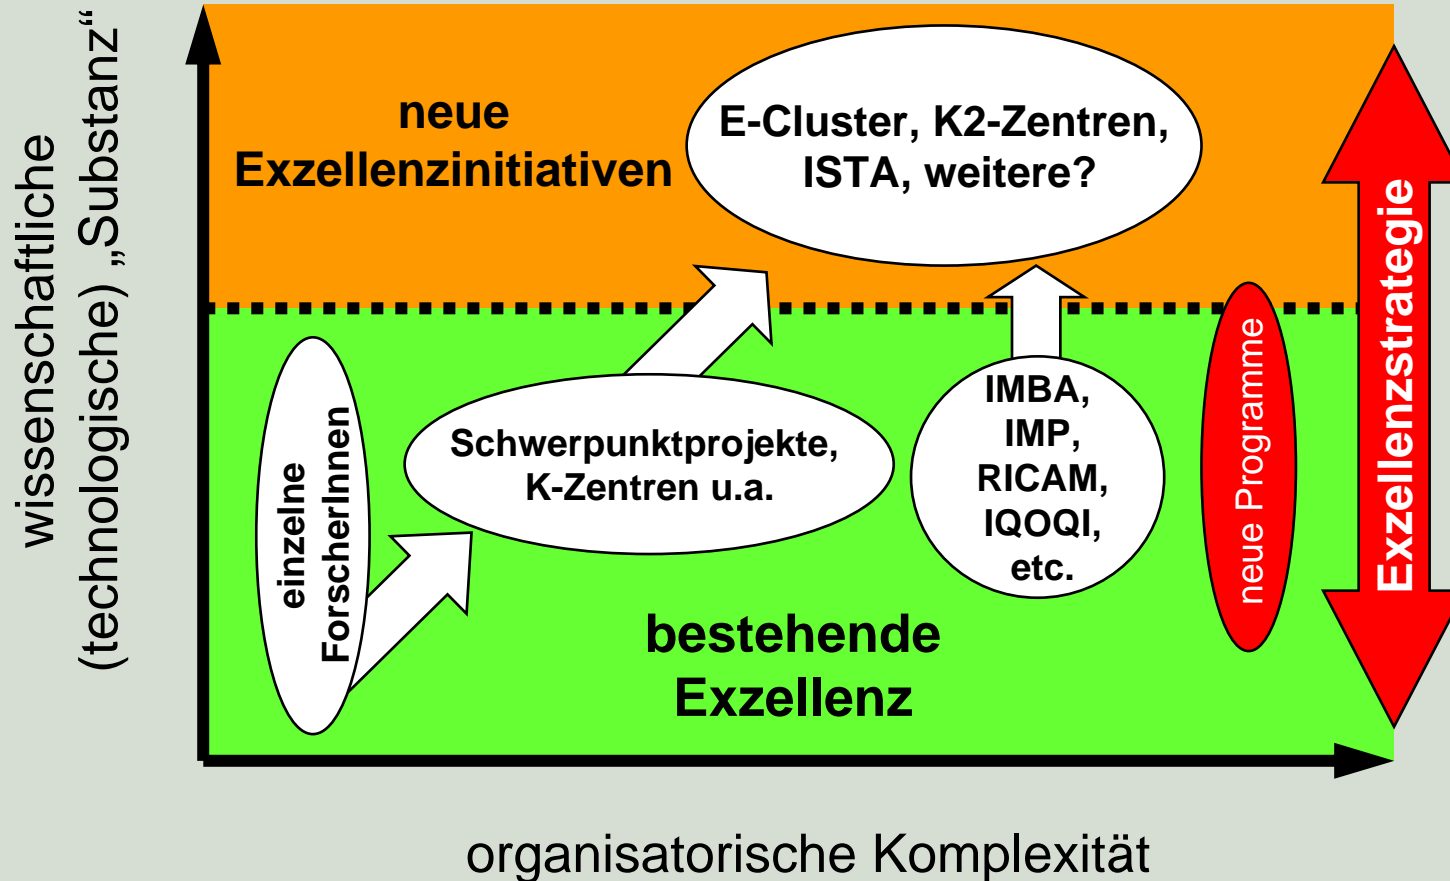 wissenschaftliche
(technologische) „Substanz“
neue
Exzellenzinitiativen
E-Cluster, K2-Zentren,
ISTA, weitere?
einzelne
ForscherInnen
Schwerpunktprojekte,
K-Zentren u.a.
IMBA,
IMP,
RICAM,
IQOQI,
etc.
neue Programme
Exzellenzstrategie
bestehende
Exzellenz
organisatorische Komplexität